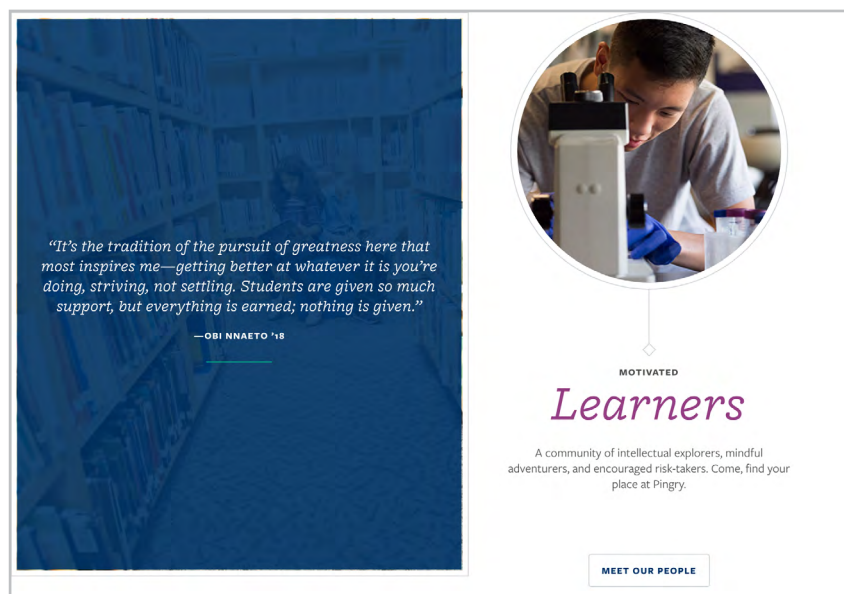 “It’s the tradition of the pursuit of greatness here that
most inspires me—getting better at whatever it is you’re
doing, striving, not settling. Students are given so much
support, but everything is earned; nothing is given.”
—OBI NNAETO ’18
MOTIVATED
Learners
A community of intellectual explorers, mindful
adventurers, and encouraged risk-takers. Come, find your
place at Pingry.
MEET OUR PEOPLE